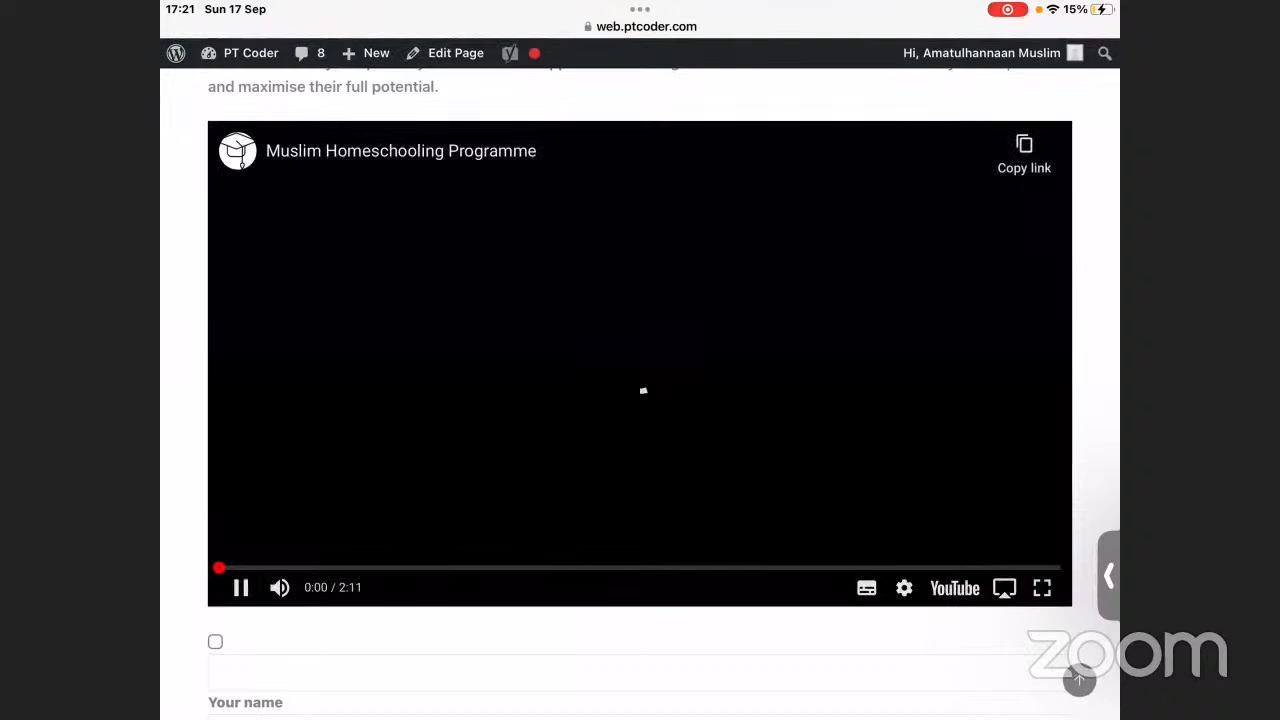 17:21 Sun 17 Sep
15%
web.ptcoder.com
PT Coder 8 New Edit Page Hi, Amatulhannaan Muslim
and maximise their full potential.
Muslim Homeschooling Programme
Copy link
0:00 / 2:11 YouTube
zoom
Your name